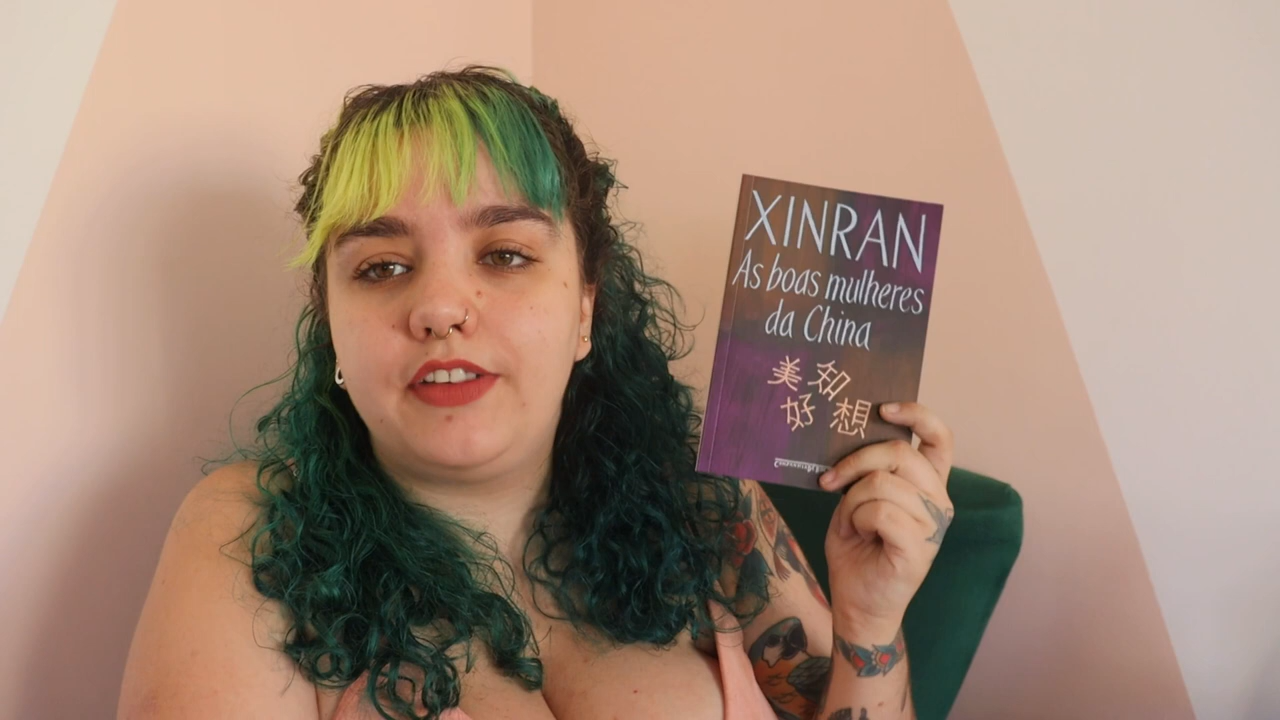 XINRAN
As boas mulheres
da China
美知
好想